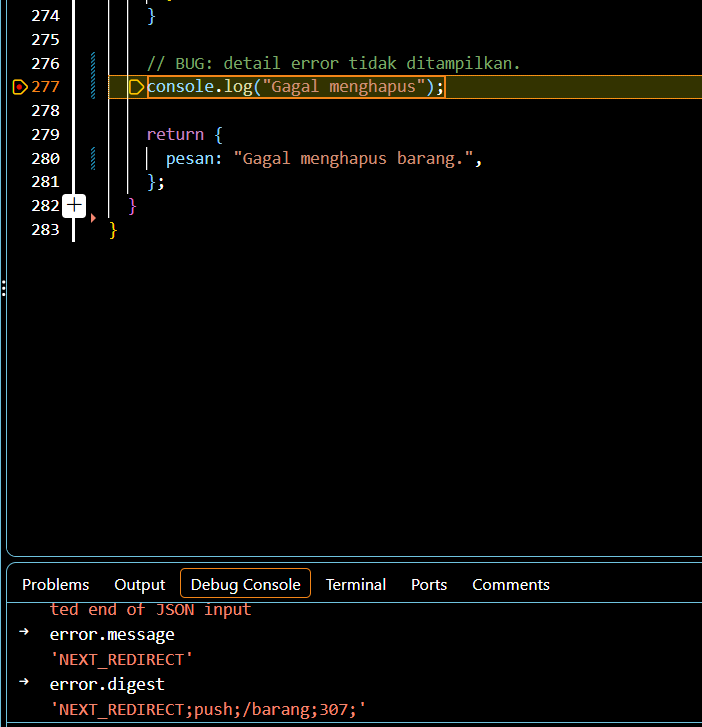 274 }
275
276 // BUG: detail error tidak ditampilkan.
277 console.log("Gagal menghapus");
278
279 return {
280 pesan: "Gagal menghapus barang.",
281 };
282 }
283 }
Problems Output Debug Console Terminal Ports Comments
ted end of JSON input
→ error.message
'NEXT_REDIRECT'
→ error.digest
'NEXT_REDIRECT;push;/barang;307;'